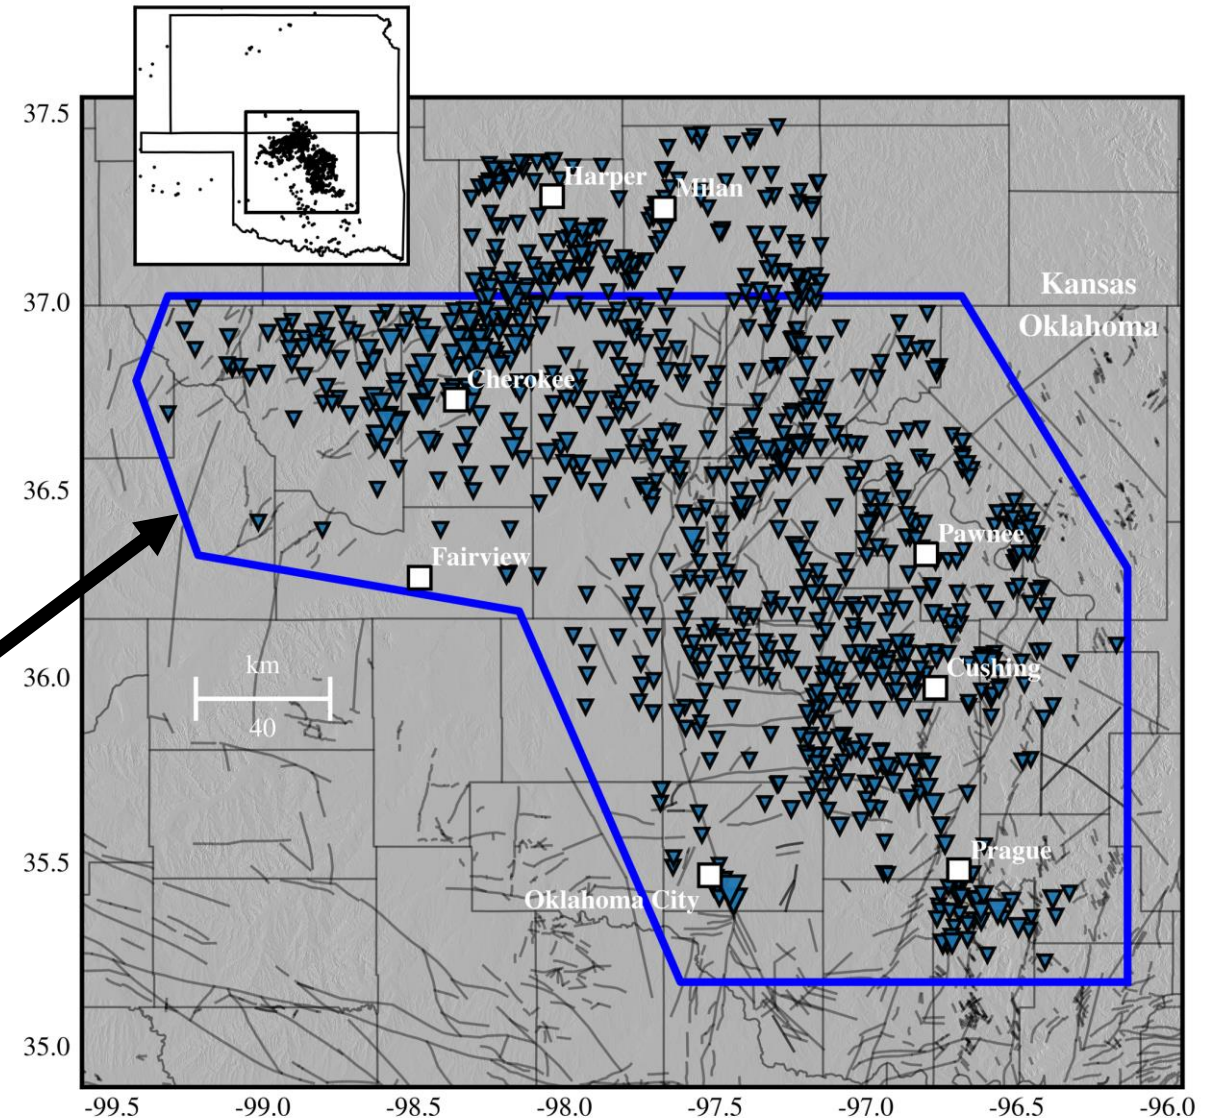 37.5
Harper
Milan
Kansas
37.0
Oklahoma
Cherokee
36.5
Pawnee
Fairview
km
36.0
Cushing
40
Prague
35.5
Oklahoma City
35.0
-99.5 -99.0 -98.5 -98.0 -97.5 -97.0 -96.5 -96.0